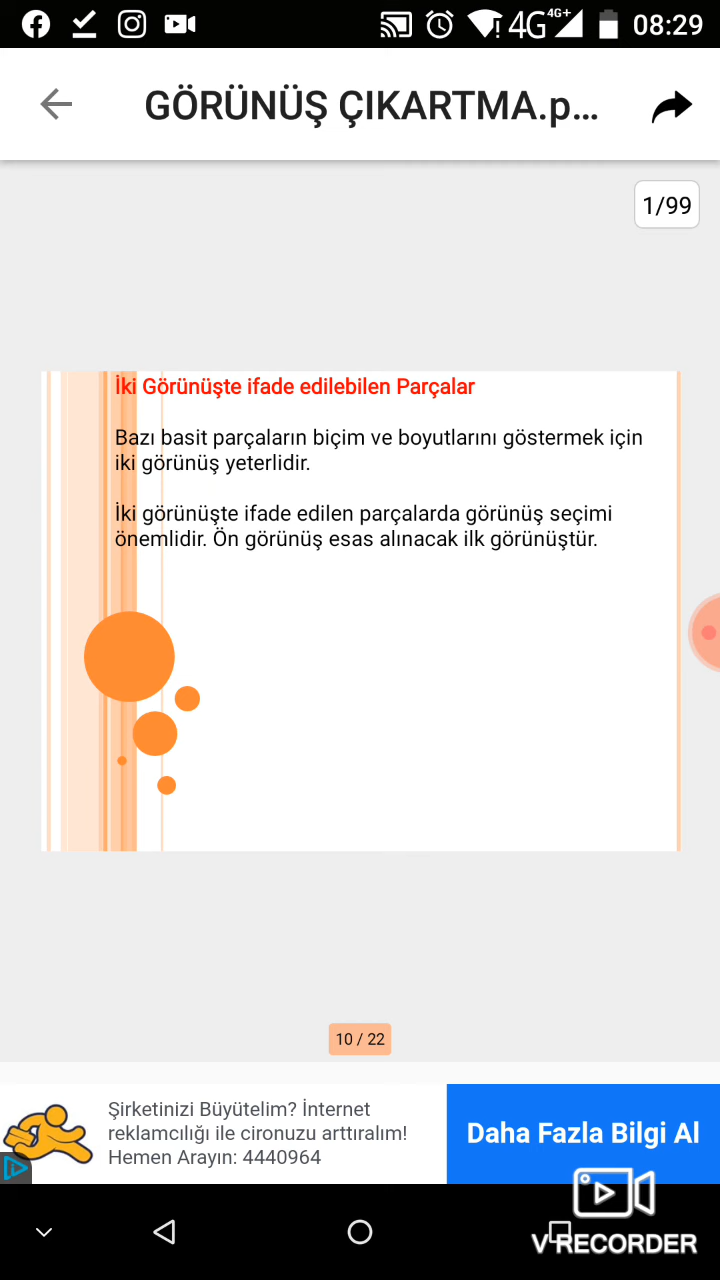 4G 4G+ 08:29
GÖRÜNÜŞ ÇIKARTMA.p...
1/99
İki Görünüşte ifade edilebilen Parçalar
Bazı basit parçaların biçim ve boyutlarını göstermek için
iki görünüş yeterlidir.
İki görünüşte ifade edilen parçalarda görünüş seçimi
önemlidir. Ön görünüş esas alınacak ilk görünüştür.
10 / 22
Şirketinizi Büyütelim? İnternet
reklamcılığı ile cironuzu arttıralım!
Hemen Arayın: 4440964
Daha Fazla Bilgi Al
VRECORDER